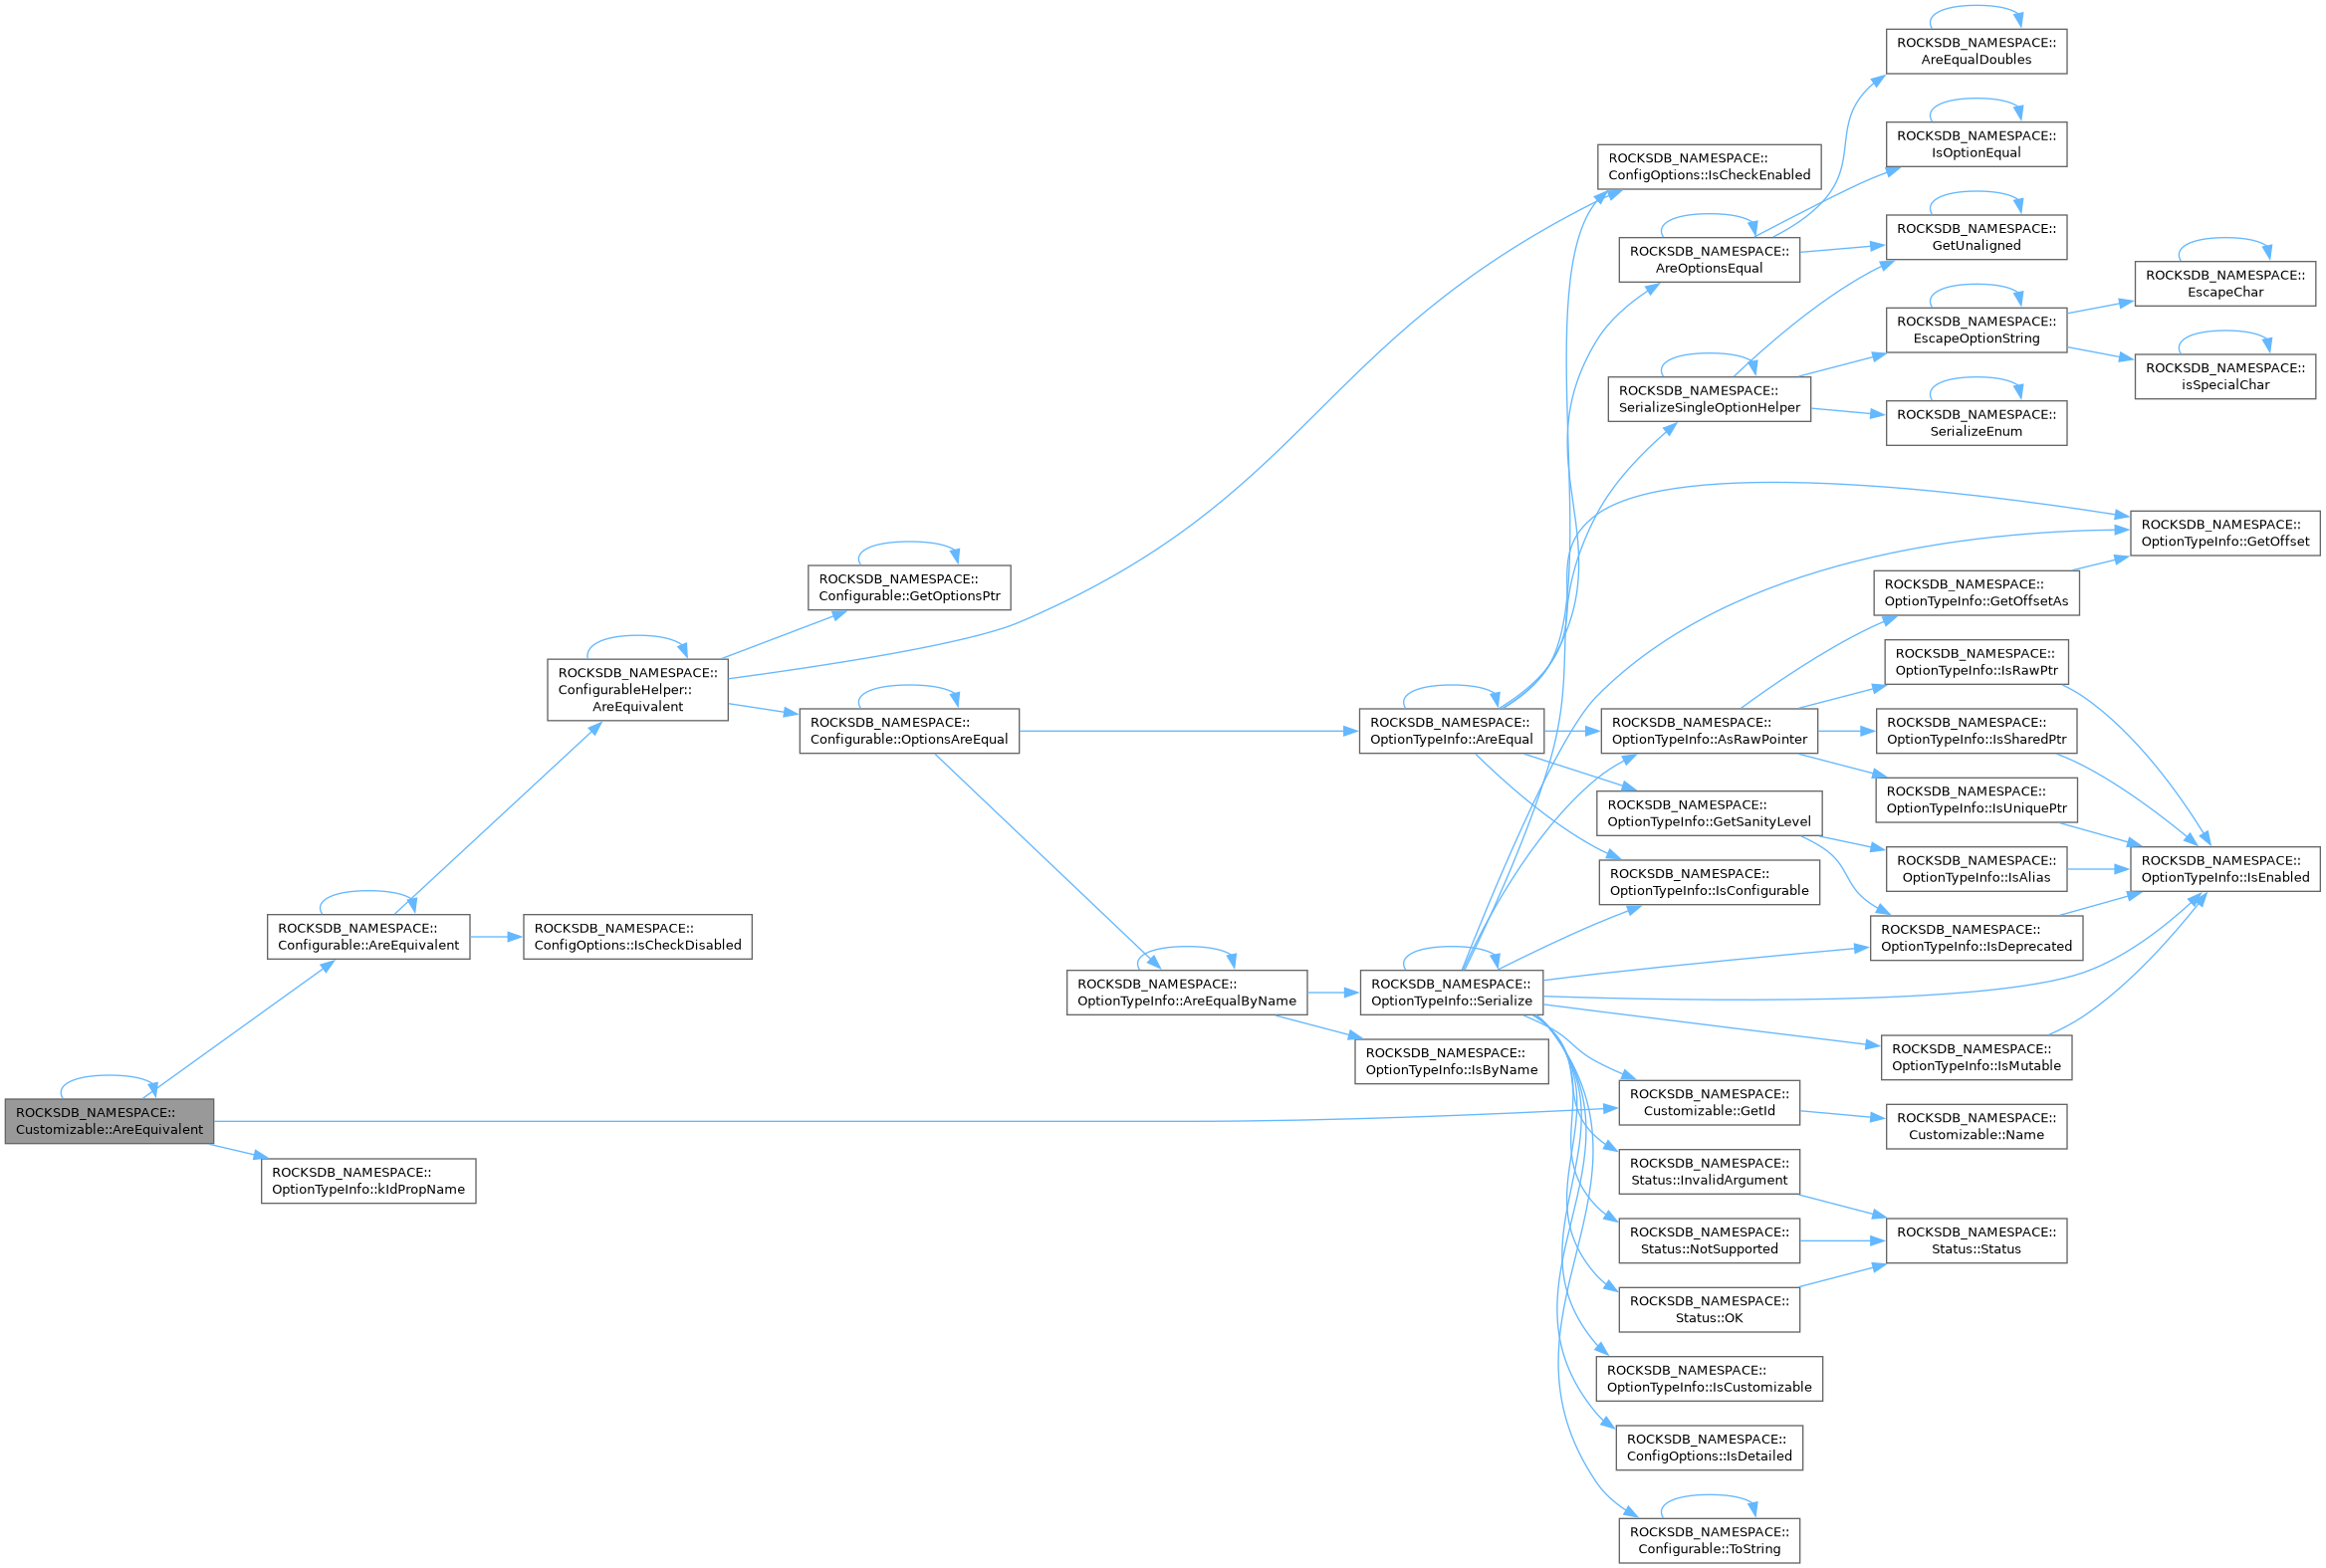 ROCKSDB_NAMESPACE::
Customizable::AreEquivalent
ROCKSDB_NAMESPACE::
Configurable::AreEquivalent
ROCKSDB_NAMESPACE::
OptionTypeInfo::kIdPropName
ROCKSDB_NAMESPACE::
ConfigurableHelper::
AreEquivalent
ROCKSDB_NAMESPACE::
ConfigOptions::IsCheckDisabled
ROCKSDB_NAMESPACE::
Configurable::GetOptionsPtr
ROCKSDB_NAMESPACE::
Configurable::OptionsAreEqual
ROCKSDB_NAMESPACE::
OptionTypeInfo::AreEqualByName
ROCKSDB_NAMESPACE::
OptionTypeInfo::AreEqual
ROCKSDB_NAMESPACE::
OptionTypeInfo::Serialize
ROCKSDB_NAMESPACE::
OptionTypeInfo::IsByName
ROCKSDB_NAMESPACE::
ConfigOptions::IsCheckEnabled
ROCKSDB_NAMESPACE::
AreOptionsEqual
ROCKSDB_NAMESPACE::
SerializeSingleOptionHelper
ROCKSDB_NAMESPACE::
OptionTypeInfo::AsRawPointer
ROCKSDB_NAMESPACE::
OptionTypeInfo::GetSanityLevel
ROCKSDB_NAMESPACE::
OptionTypeInfo::IsConfigurable
ROCKSDB_NAMESPACE::
Customizable::GetId
ROCKSDB_NAMESPACE::
Status::InvalidArgument
ROCKSDB_NAMESPACE::
Status::NotSupported
ROCKSDB_NAMESPACE::
Status::OK
ROCKSDB_NAMESPACE::
OptionTypeInfo::IsCustomizable
ROCKSDB_NAMESPACE::
ConfigOptions::IsDetailed
ROCKSDB_NAMESPACE::
Configurable::ToString
ROCKSDB_NAMESPACE::
AreEqualDoubles
ROCKSDB_NAMESPACE::
IsOptionEqual
ROCKSDB_NAMESPACE::
GetUnaligned
ROCKSDB_NAMESPACE::
EscapeOptionString
ROCKSDB_NAMESPACE::
SerializeEnum
ROCKSDB_NAMESPACE::
OptionTypeInfo::GetOffsetAs
ROCKSDB_NAMESPACE::
OptionTypeInfo::IsRawPtr
ROCKSDB_NAMESPACE::
OptionTypeInfo::IsSharedPtr
ROCKSDB_NAMESPACE::
OptionTypeInfo::IsUniquePtr
ROCKSDB_NAMESPACE::
OptionTypeInfo::IsAlias
ROCKSDB_NAMESPACE::
OptionTypeInfo::IsDeprecated
ROCKSDB_NAMESPACE::
OptionTypeInfo::IsMutable
ROCKSDB_NAMESPACE::
Customizable::Name
ROCKSDB_NAMESPACE::
Status::Status
ROCKSDB_NAMESPACE::
EscapeChar
ROCKSDB_NAMESPACE::
isSpecialChar
ROCKSDB_NAMESPACE::
OptionTypeInfo::GetOffset
ROCKSDB_NAMESPACE::
OptionTypeInfo::IsEnabled